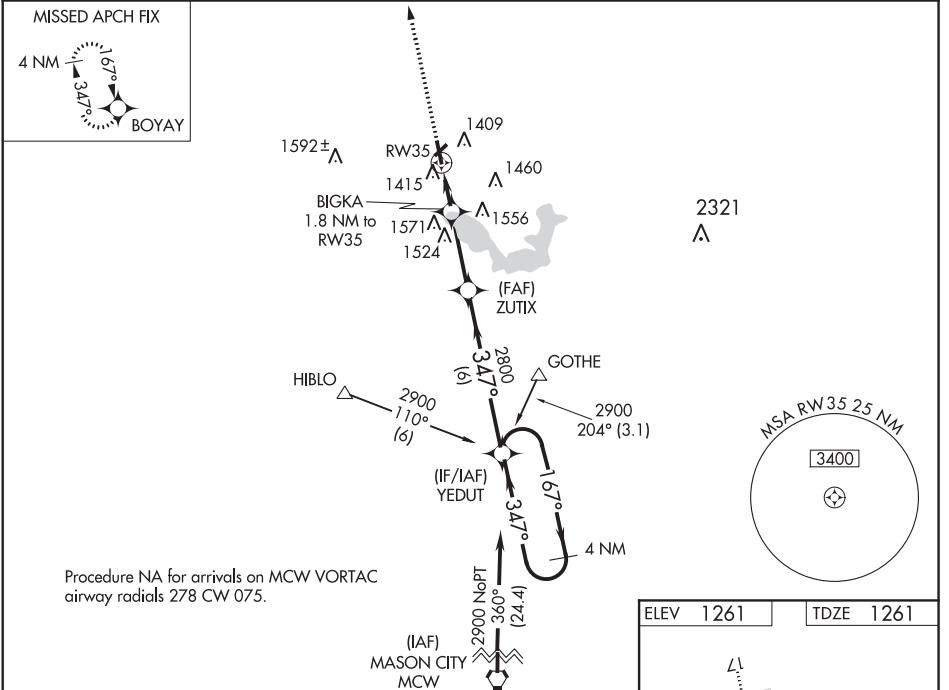 MISSED APCH FIX
4 NM
167°
347°
BOYAY
1409
1592±
RW35
1415
1460
BIGKA
1.8 NM to
RW35
1571
1556
1524
2321
(FAF)
ZUTIX
2800
347°
(6)
GOTHE
HIBLO
2900
110°
(6)
2900
204° (3.1)
MSA RW35 25 NM
3400
(IF/IAF)
YEDUT
167°
347°
4 NM
Procedure NA for arrivals on MCW VORTAC
airway radials 278 CW 075.
2900 NoPT
360°
(24.4)
(IAF)
MASON CITY
MCW
ELEV 1261
TDZE 1261
17